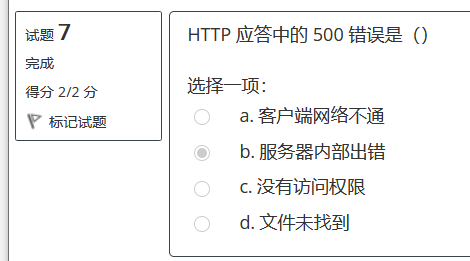 试题 7
完成
得分 2/2 分
标记试题
HTTP 应答中的 500 错误是（）
选择一项：
a. 客户端网络不通
b. 服务器内部出错
c. 没有访问权限
d. 文件未找到